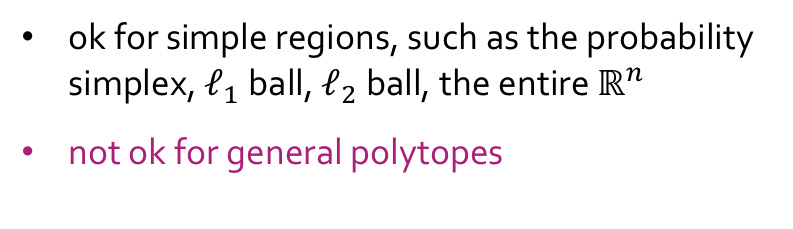 • ok for simple regions, such as the probability
simplex, ℓ₁ ball, ℓ₂ ball, the entire ℝⁿ
• not ok for general polytopes